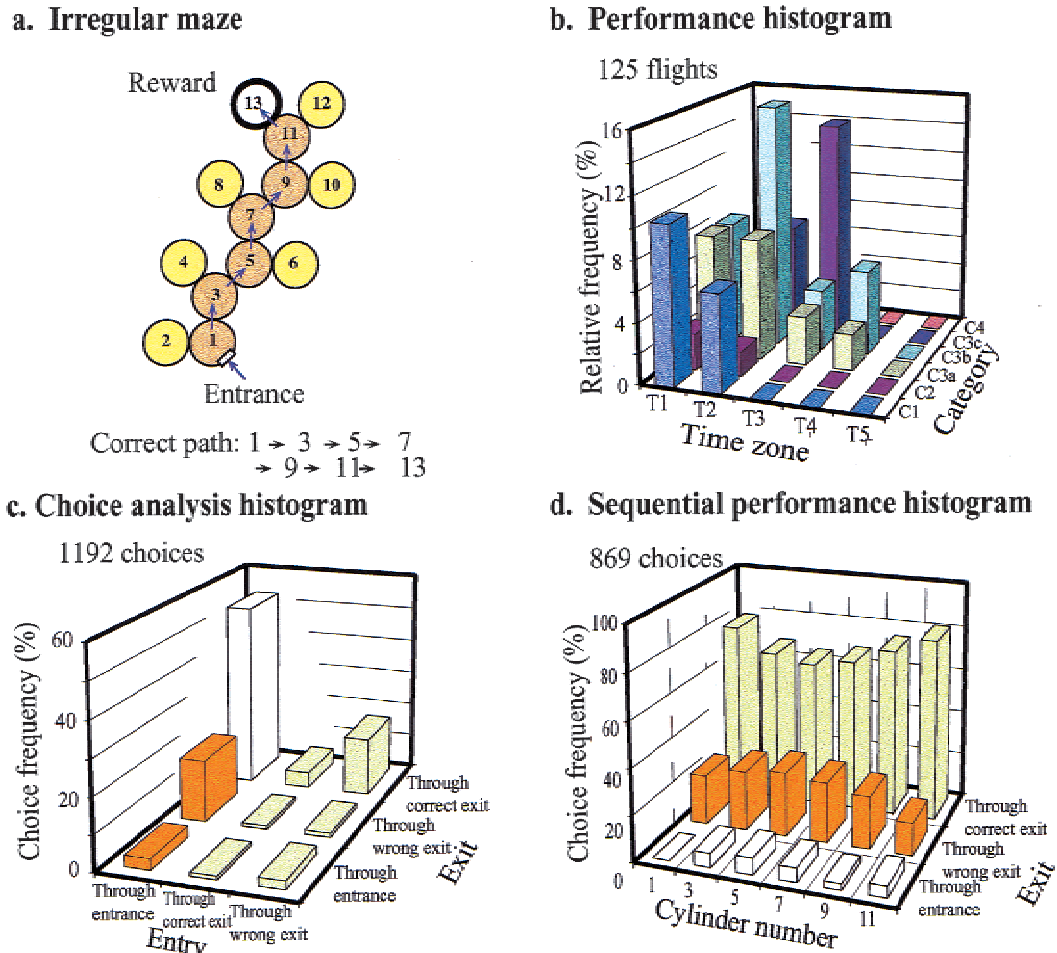 a. Irregular maze
Reward
13
12
11
8
9
10
7
4
5
6
3
2
1
Entrance
Correct path: 1 → 3 → 5 → 7
→ 9 → 11 → 13
b. Performance histogram
125 flights
Relative frequency (%)
16
12
8
4
0
T1
T2
T3
T4
T5
Time zone
C4
C3c
C3b
C3a
C2
C1
Category
c. Choice analysis histogram
1192 choices
Choice frequency (%)
60
40
20
0
Through
correct exit
Through
wrong exit
Through
entrance
Exit
Through
entrance
Through
correct exit
Through
wrong exit
Entry
d. Sequential performance histogram
869 choices
Choice frequency (%)
100
80
60
40
20
0
1
3
5
7
9
11
Cylinder number
Through
correct exit
Through
wrong exit
Through
entrance
Exit